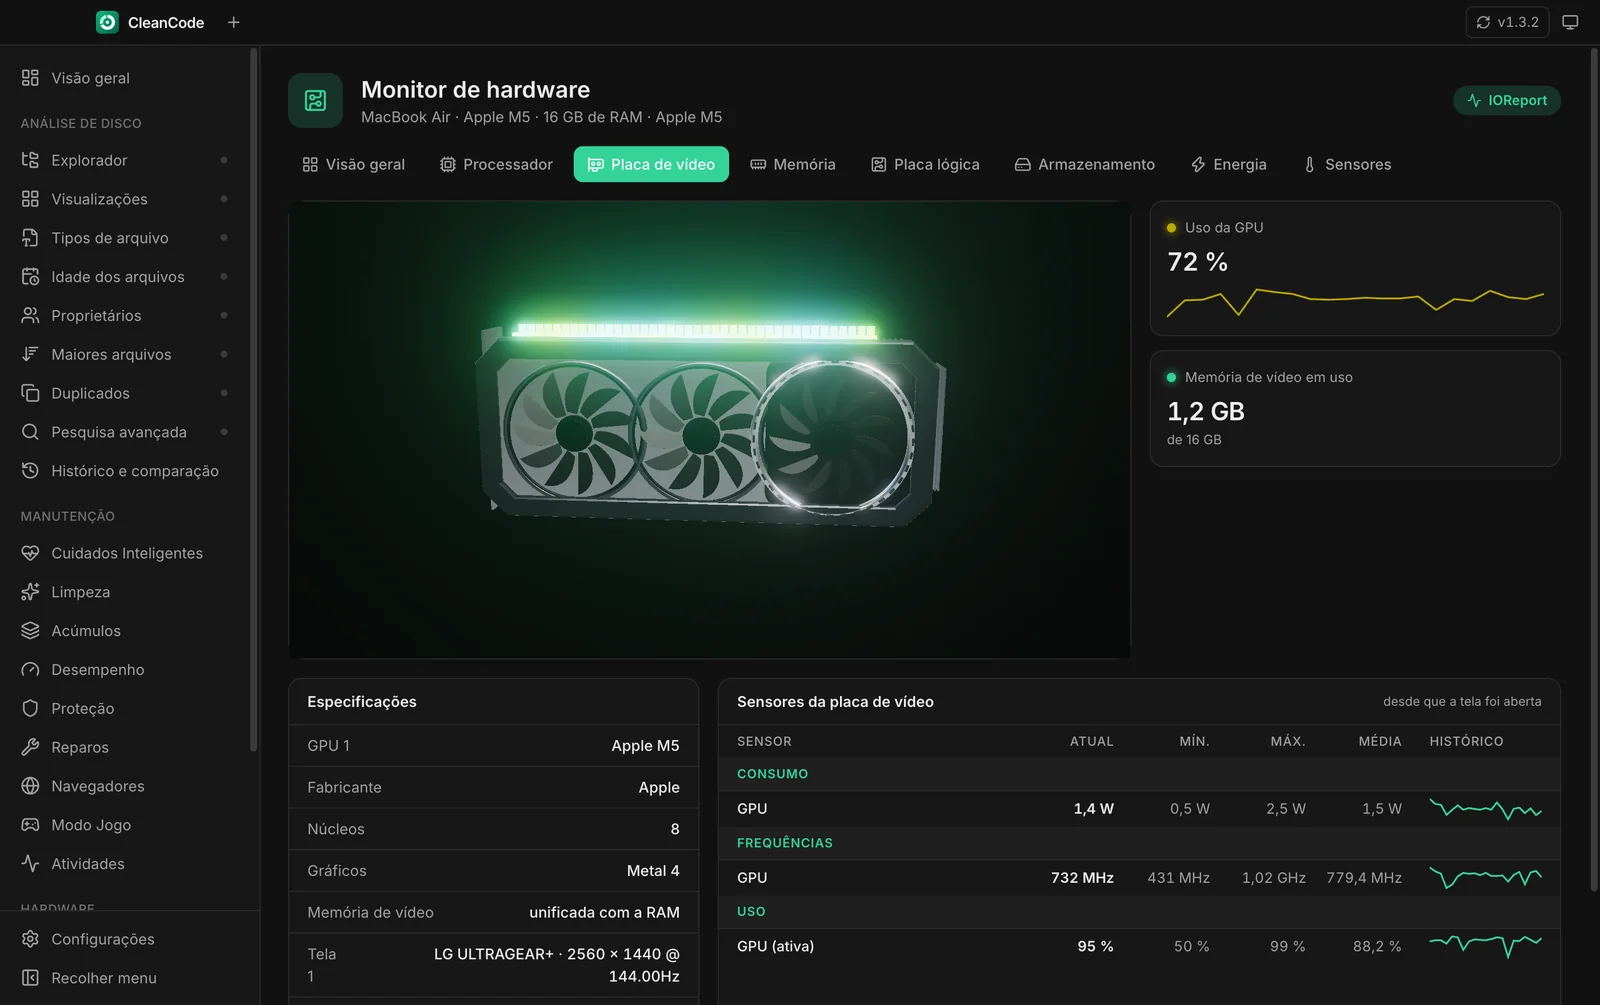 CleanCode
v1.3.2
Visão geral
ANÁLISE DE DISCO
Explorador
Visualizações
Tipos de arquivo
Idade dos arquivos
Proprietários
Maiores arquivos
Duplicados
Pesquisa avançada
Histórico e comparação
MANUTENÇÃO
Cuidados Inteligentes
Limpeza
Acúmulos
Desempenho
Proteção
Reparos
Navegadores
Modo Jogo
Atividades
HARDWARE
Configurações
Recolher menu
Monitor de hardware
MacBook Air · Apple M5 · 16 GB de RAM · Apple M5
IOReport
Visão geral Processador Placa de vídeo Memória Placa lógica Armazenamento Energia Sensores
Uso da GPU
72 %
Memória de vídeo em uso
1,2 GB
de 16 GB
Especificações
GPU 1 Apple M5
Fabricante Apple
Núcleos 8
Gráficos Metal 4
Memória de vídeo unificada com a RAM
Tela LG ULTRAGEAR+ · 2560 × 1440 @
1 144.00Hz
Sensores da placa de vídeo desde que a tela foi aberta
SENSOR ATUAL MÍN. MÁX. MÉDIA HISTÓRICO
CONSUMO
GPU 1,4 W 0,5 W 2,5 W 1,5 W
FREQUÊNCIAS
GPU 732 MHz 431 MHz 1,02 GHz 779,4 MHz
USO
GPU (ativa) 95 % 50 % 99 % 88,2 %